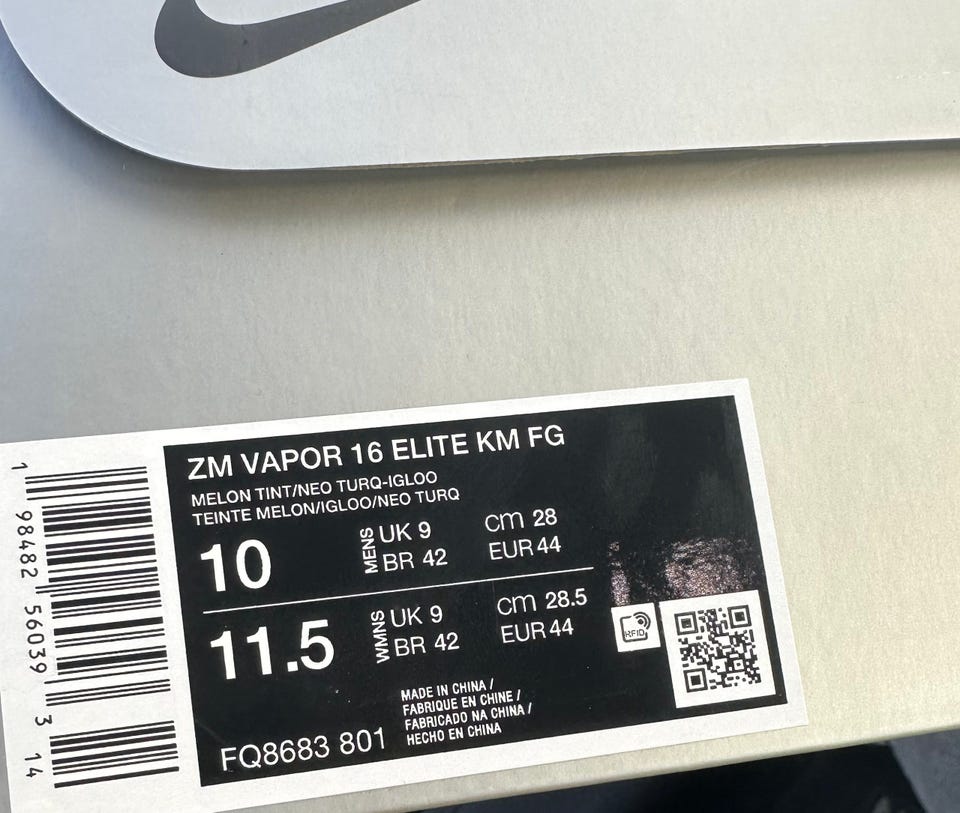 ZM VAPOR 16 ELITE KM FG
MELON TINT/NEO TURQ-IGLOO
TEINTE MELON/IGLOO/NEO TURQ
10 MENS UK 9 cm 28
BR 42 EUR 44
11.5 WMNS UK 9 cm 28.5
BR 42 EUR 44
RFID
MADE IN CHINA /
FABRIQUE EN CHINE /
FABRICADO NA CHINA /
HECHO EN CHINA
FQ8683 801
1 98482 56039 3 14